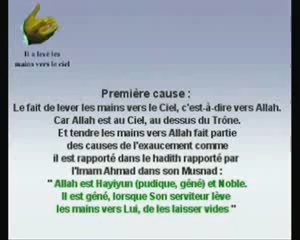 Il a levé les
mains vers le ciel
Première cause :
Le fait de lever les mains vers le Ciel, c'est-à-dire vers Allah.
Car Allah est au Ciel, au dessus du Trône.
Et tendre les mains vers Allah fait partie
des causes de l'exaucement comme
il est rapporté dans le hadith rapporté par
l'Imam Ahmad dans son Musnad :
" Allah est Hayiyun (pudique, géné) et Noble.
Il est géné, lorsque Son serviteur lève
les mains vers Lui, de les laisser vides "